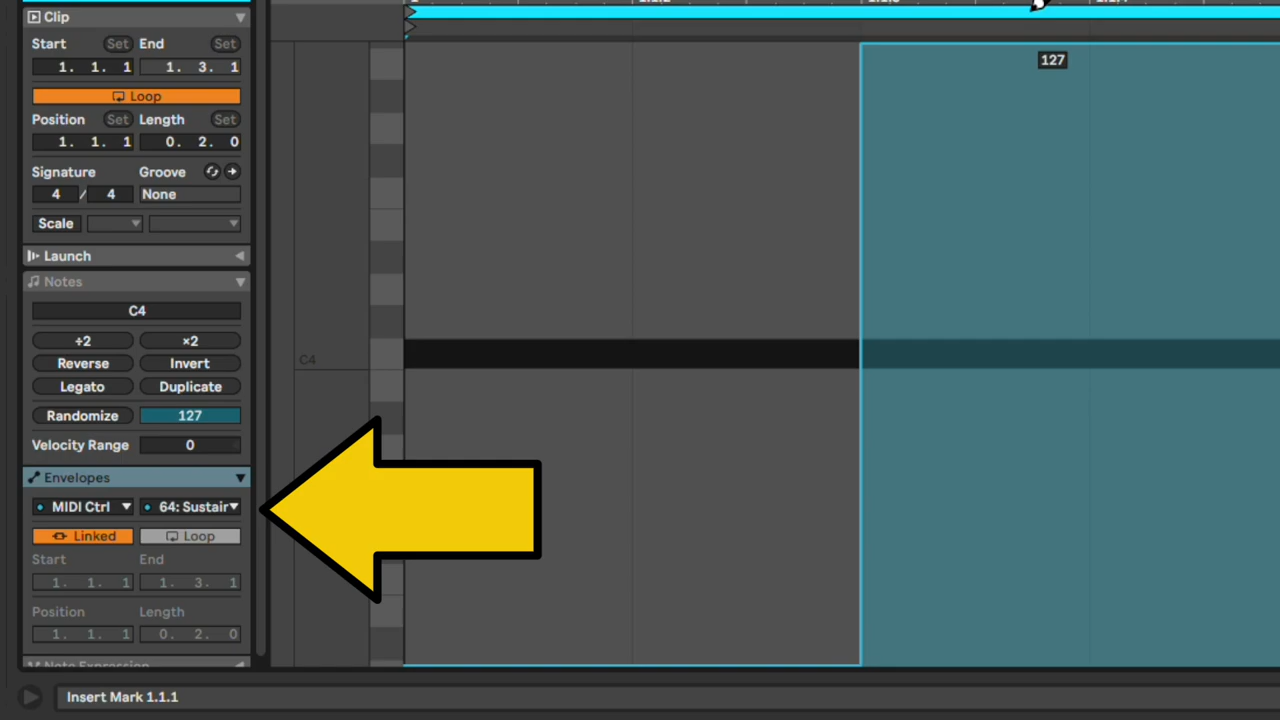 Clip
Start Set End Set
1. 1. 1 1. 3. 1
Loop
Position Set Length Set
1. 1. 1 0. 2. 0
Signature Groove
4 / 4 None
Scale
Launch
Notes
C4
÷2 ×2
Reverse Invert
Legato Duplicate
Randomize 127
Velocity Range 0
Envelopes
MIDI Ctrl 64: Sustain
Linked Loop
Start End
1. 1. 1 1. 3. 1
Position Length
1. 1. 1 0. 2. 0
Note Expression
127
C4
Insert Mark 1.1.1